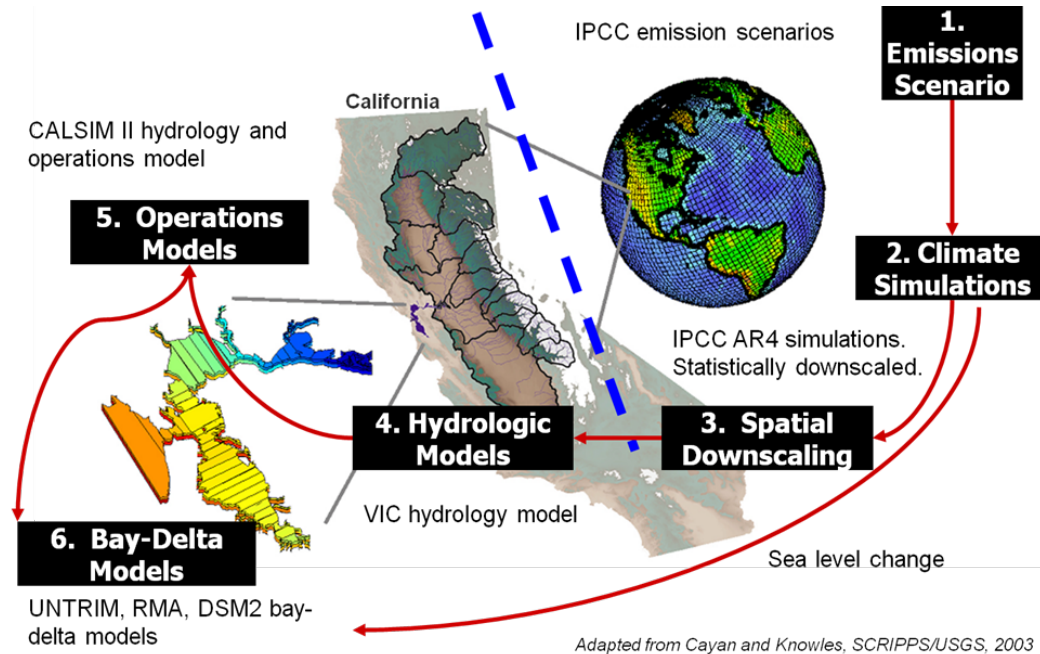 IPCC emission scenarios
1.
Emissions
Scenario
California
CALSIM II hydrology and
operations model
5. Operations
Models
2. Climate
Simulations
IPCC AR4 simulations.
Statistically downscaled.
4. Hydrologic
Models
3. Spatial
Downscaling
VIC hydrology model
6. Bay-Delta
Models
Sea level change
UNTRIM, RMA, DSM2 bay-
delta models
Adapted from Cayan and Knowles, SCRIPPS/USGS, 2003